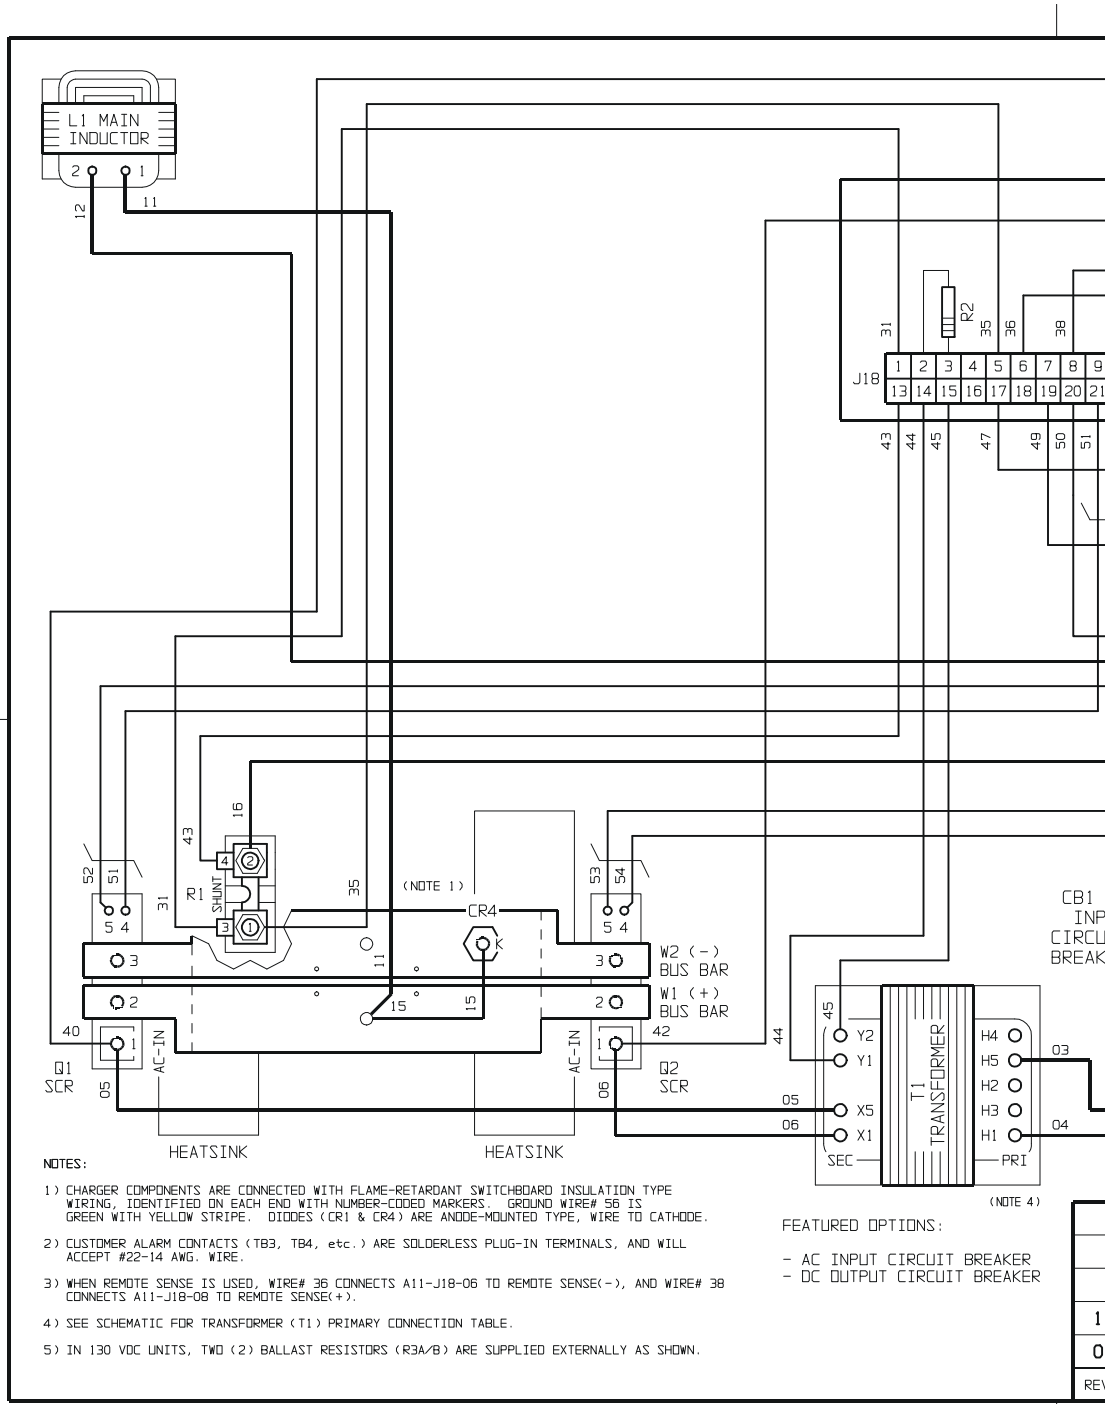 L1 MAIN
INDUCTOR
2 1
12
11
R2
31
35
36
38
J18
1 2 3 4 5 6 7 8 9
13 14 15 16 17 18 19 20 21
43
44
45
47
49
50
51
16
43
52
51
31
R1
SHUNT
4
2
3
1
35
(NOTE 1)
CR4
K
53
54
5 4
5 4
3
3
W2 (-)
BUS BAR
11
2
15
15
2
W1 (+)
BUS BAR
40
1
AC-IN
AC-IN
1
42
Q1
SCR
05
06
Q2
SCR
HEATSINK
HEATSINK
CB1
INP
CIRCU
BREAK
45
44
Y2
Y1
05
X5
06
X1
SEC
T1
TRANSFORMER
H4
H5
03
H2
H3
H1
04
PRI
(NOTE 4)
NOTES:
1) CHARGER COMPONENTS ARE CONNECTED WITH FLAME-RETARDANT SWITCHBOARD INSULATION TYPE
WIRING, IDENTIFIED ON EACH END WITH NUMBER-CODED MARKERS. GROUND WIRE# 56 IS
GREEN WITH YELLOW STRIPE. DIODES (CR1 & CR4) ARE ANODE-MOUNTED TYPE, WIRE TO CATHODE.
2) CUSTOMER ALARM CONTACTS (TB3, TB4, etc.) ARE SOLDERLESS PLUG-IN TERMINALS, AND WILL
ACCEPT #22-14 AWG. WIRE.
3) WHEN REMOTE SENSE IS USED, WIRE# 36 CONNECTS A11-J18-06 TO REMOTE SENSE(-), AND WIRE# 38
CONNECTS A11-J18-08 TO REMOTE SENSE(+).
4) SEE SCHEMATIC FOR TRANSFORMER (T1) PRIMARY CONNECTION TABLE.
5) IN 130 VDC UNITS, TWO (2) BALLAST RESISTORS (R3A/B) ARE SUPPLIED EXTERNALLY AS SHOWN.
FEATURED OPTIONS:
- AC INPUT CIRCUIT BREAKER
- DC OUTPUT CIRCUIT BREAKER
1
0
REV